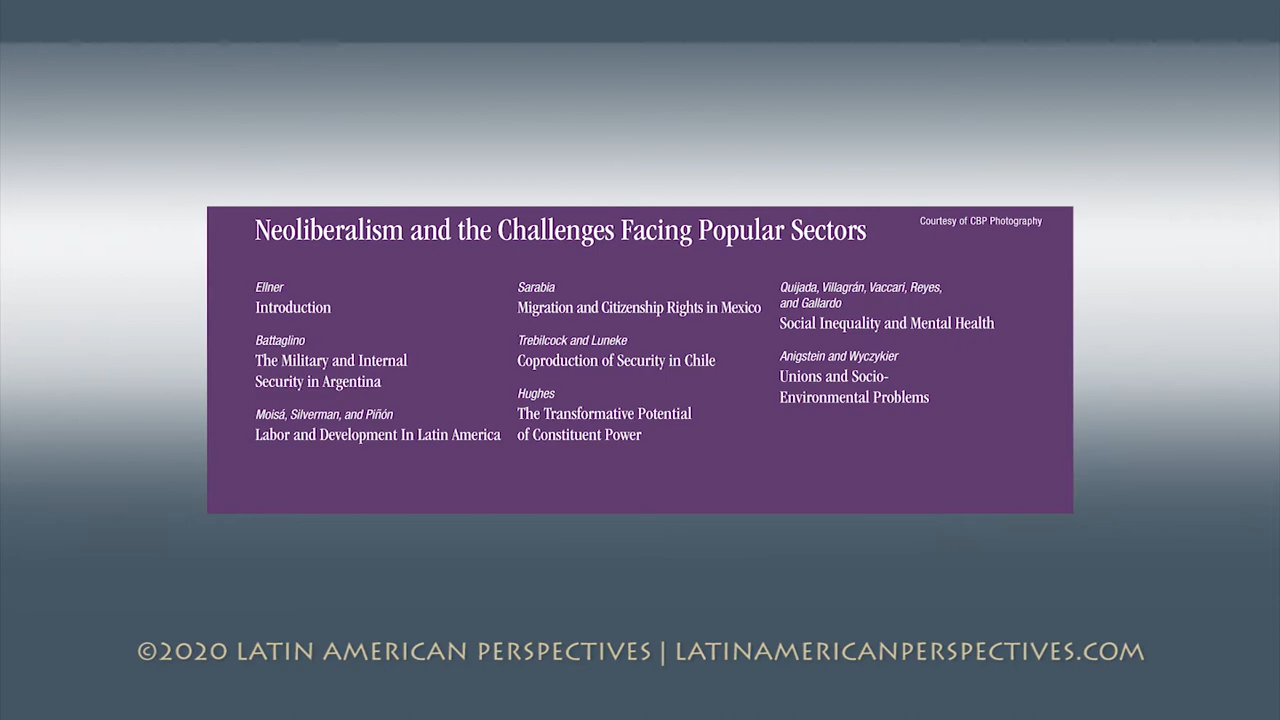 Neoliberalism and the Challenges Facing Popular Sectors
Courtesy of CBP Photography
Ellner
Introduction
Battaglino
The Military and Internal
Security in Argentina
Moisá, Silverman, and Piñón
Labor and Development In Latin America
Sarabia
Migration and Citizenship Rights in Mexico
Trebilcock and Luneke
Coproduction of Security in Chile
Hughes
The Transformative Potential
of Constituent Power
Quijada, Villagrán, Vaccari, Reyes,
and Gallardo
Social Inequality and Mental Health
Anigstein and Wyczykier
Unions and Socio-
Environmental Problems
©2020 LATIN AMERICAN PERSPECTIVES | LATINAMERICANPERSPECTIVES.COM